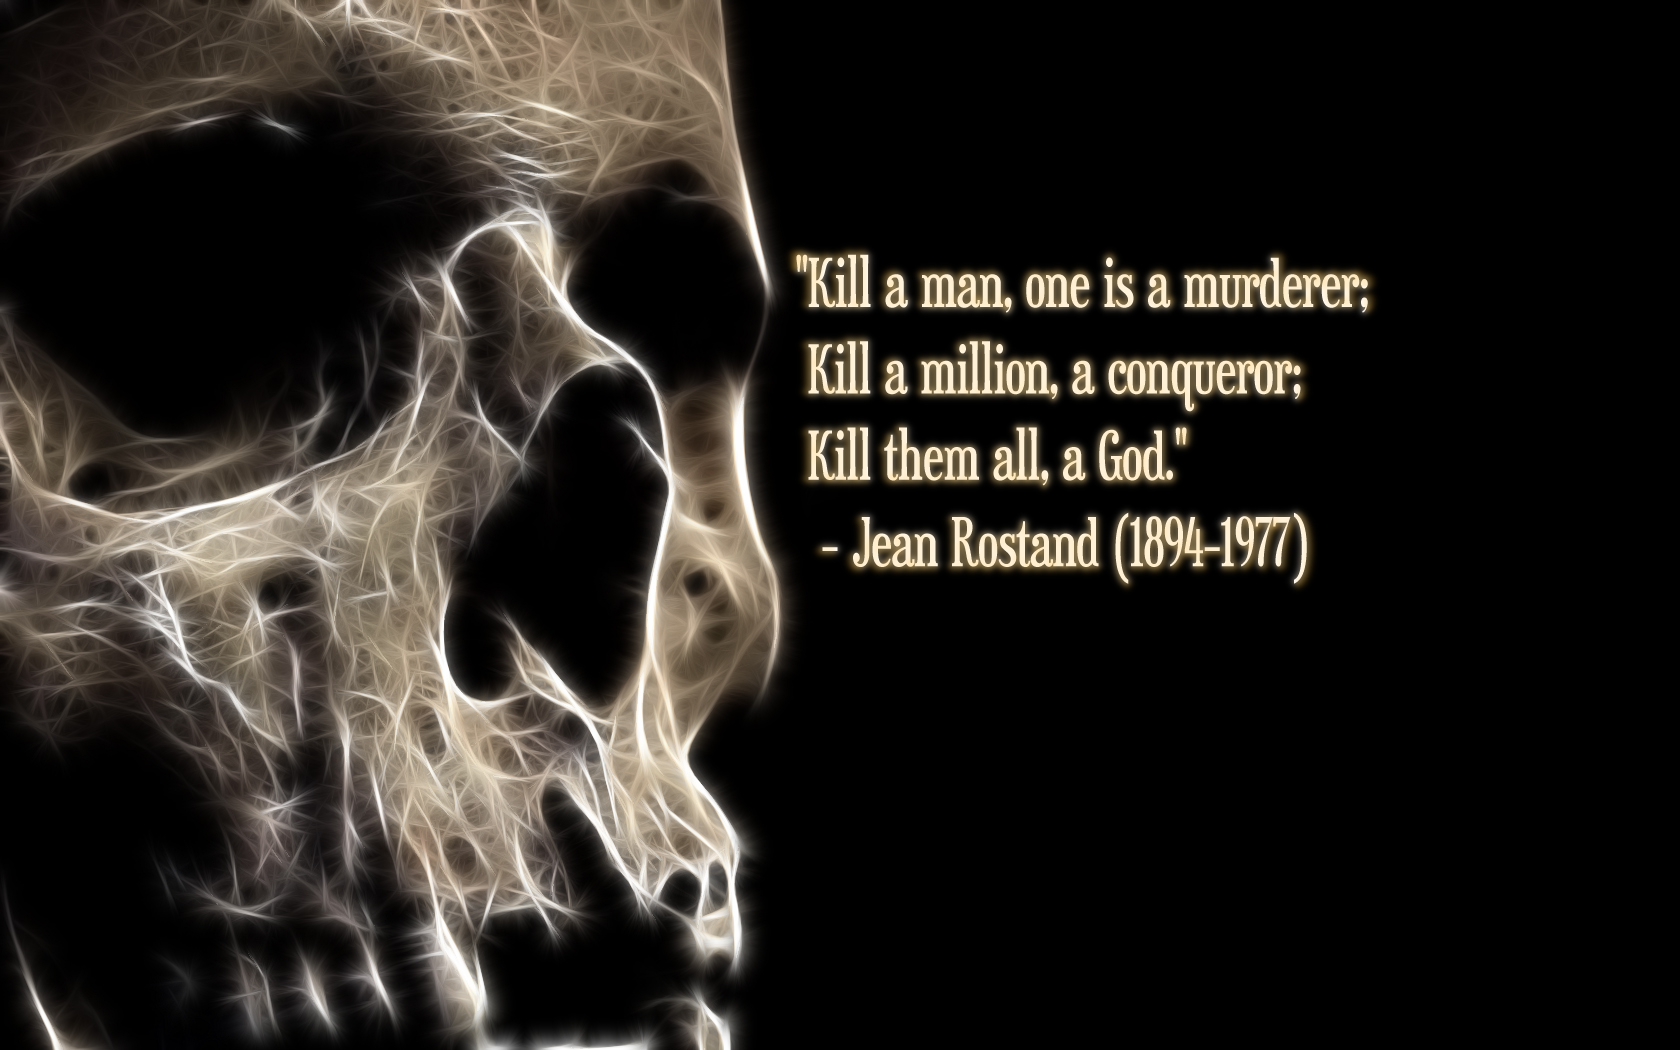 "Kill a man, one is a murderer;
Kill a million, a conqueror;
Kill them all, a God."
- Jean Rostand (1894-1977)